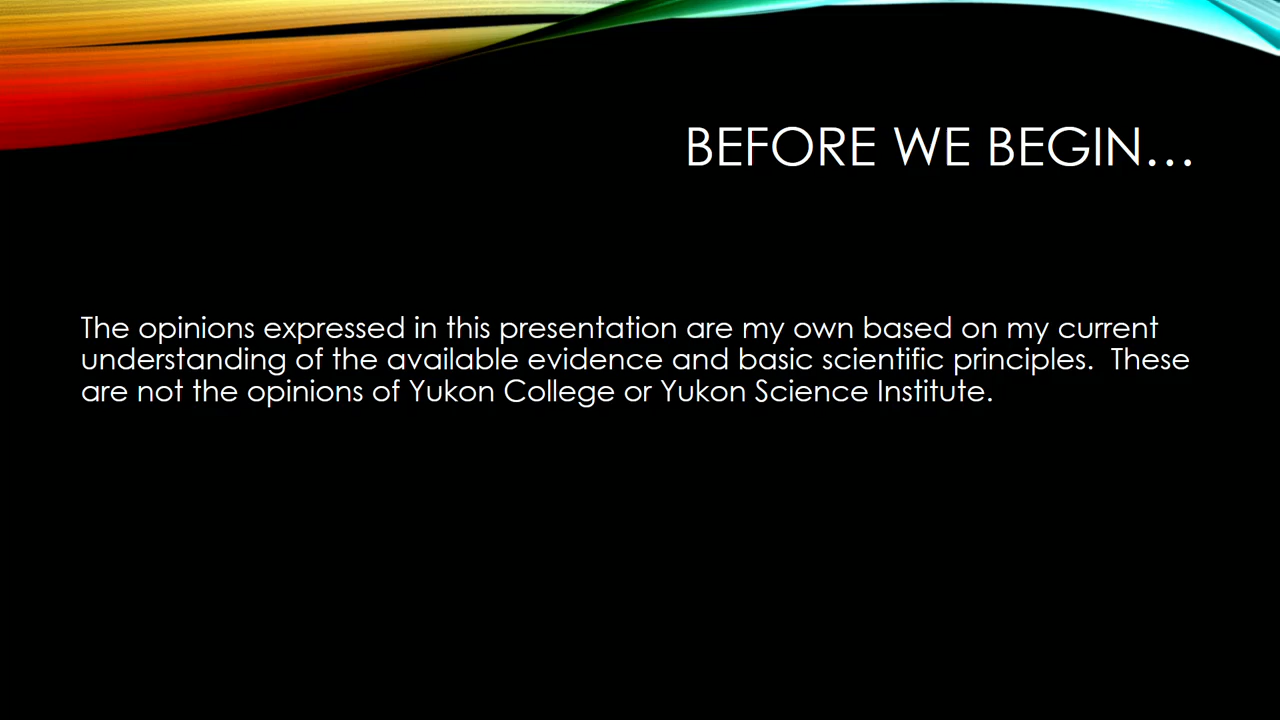 BEFORE WE BEGIN…
The opinions expressed in this presentation are my own based on my current
understanding of the available evidence and basic scientific principles.  These
are not the opinions of Yukon College or Yukon Science Institute.